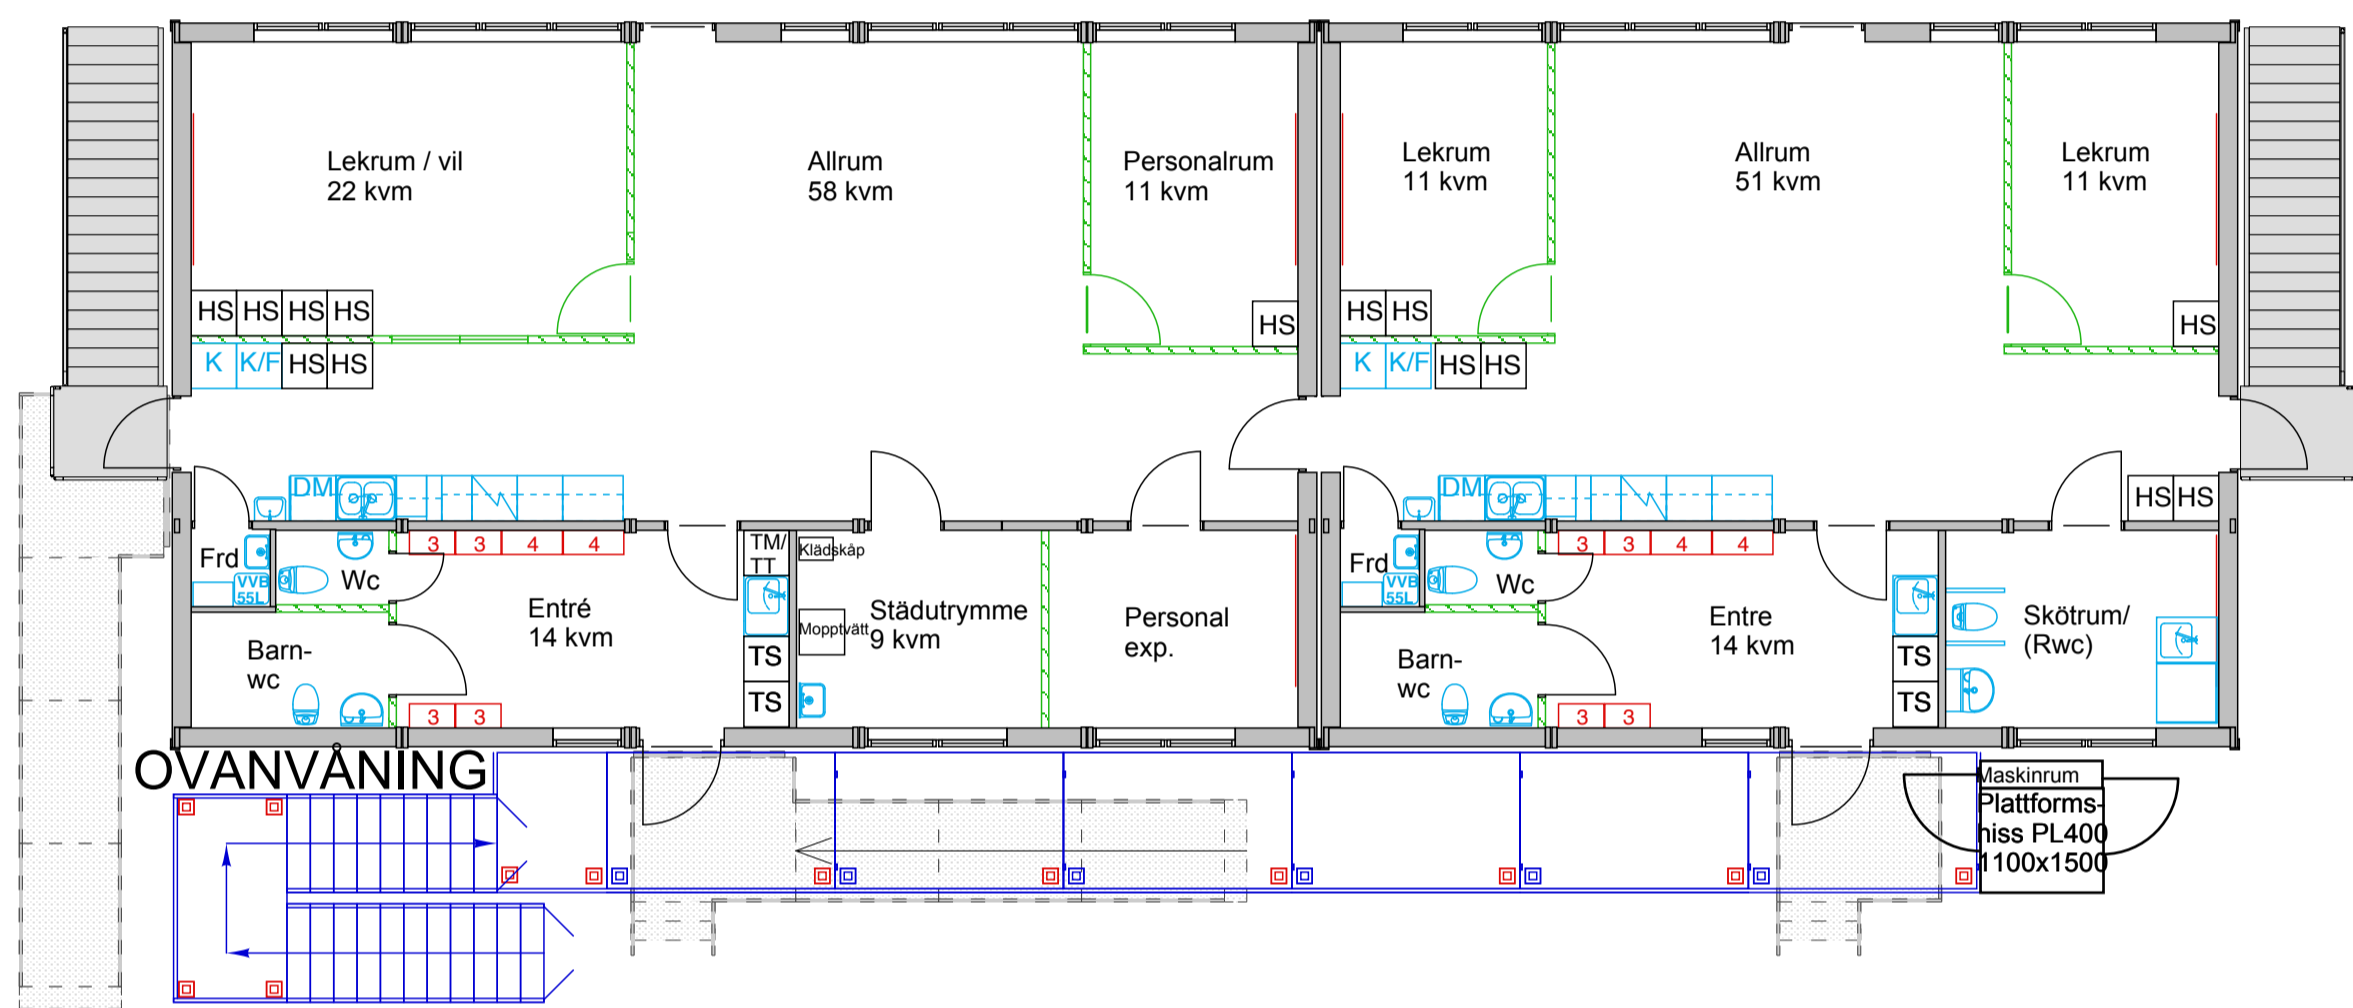 Lekrum / vil
22 kvm
Allrum
58 kvm
Personalrum
11 kvm
Lekrum
11 kvm
Allrum
51 kvm
Lekrum
11 kvm
HS HS HS HS
HS
HS HS
HS
K K/F HS HS
K K/F HS HS
DM
DM
HS HS
Frd
VVB
55L
Wc
3 3 4 4
TM/
TT
Klädskåp
Frd
VVB
55L
Wc
3 3 4 4
Entré
14 kvm
Mopptvätt
Städutrymme
9 kvm
Personal
exp.
Entre
14 kvm
Skötrum/
(Rwc)
Barn-
wc
TS
TS
Barn-
wc
TS
TS
3 3
3 3
OVANVÅNING
Maskinrum
Plattforms-
hiss PL400
1100x1500